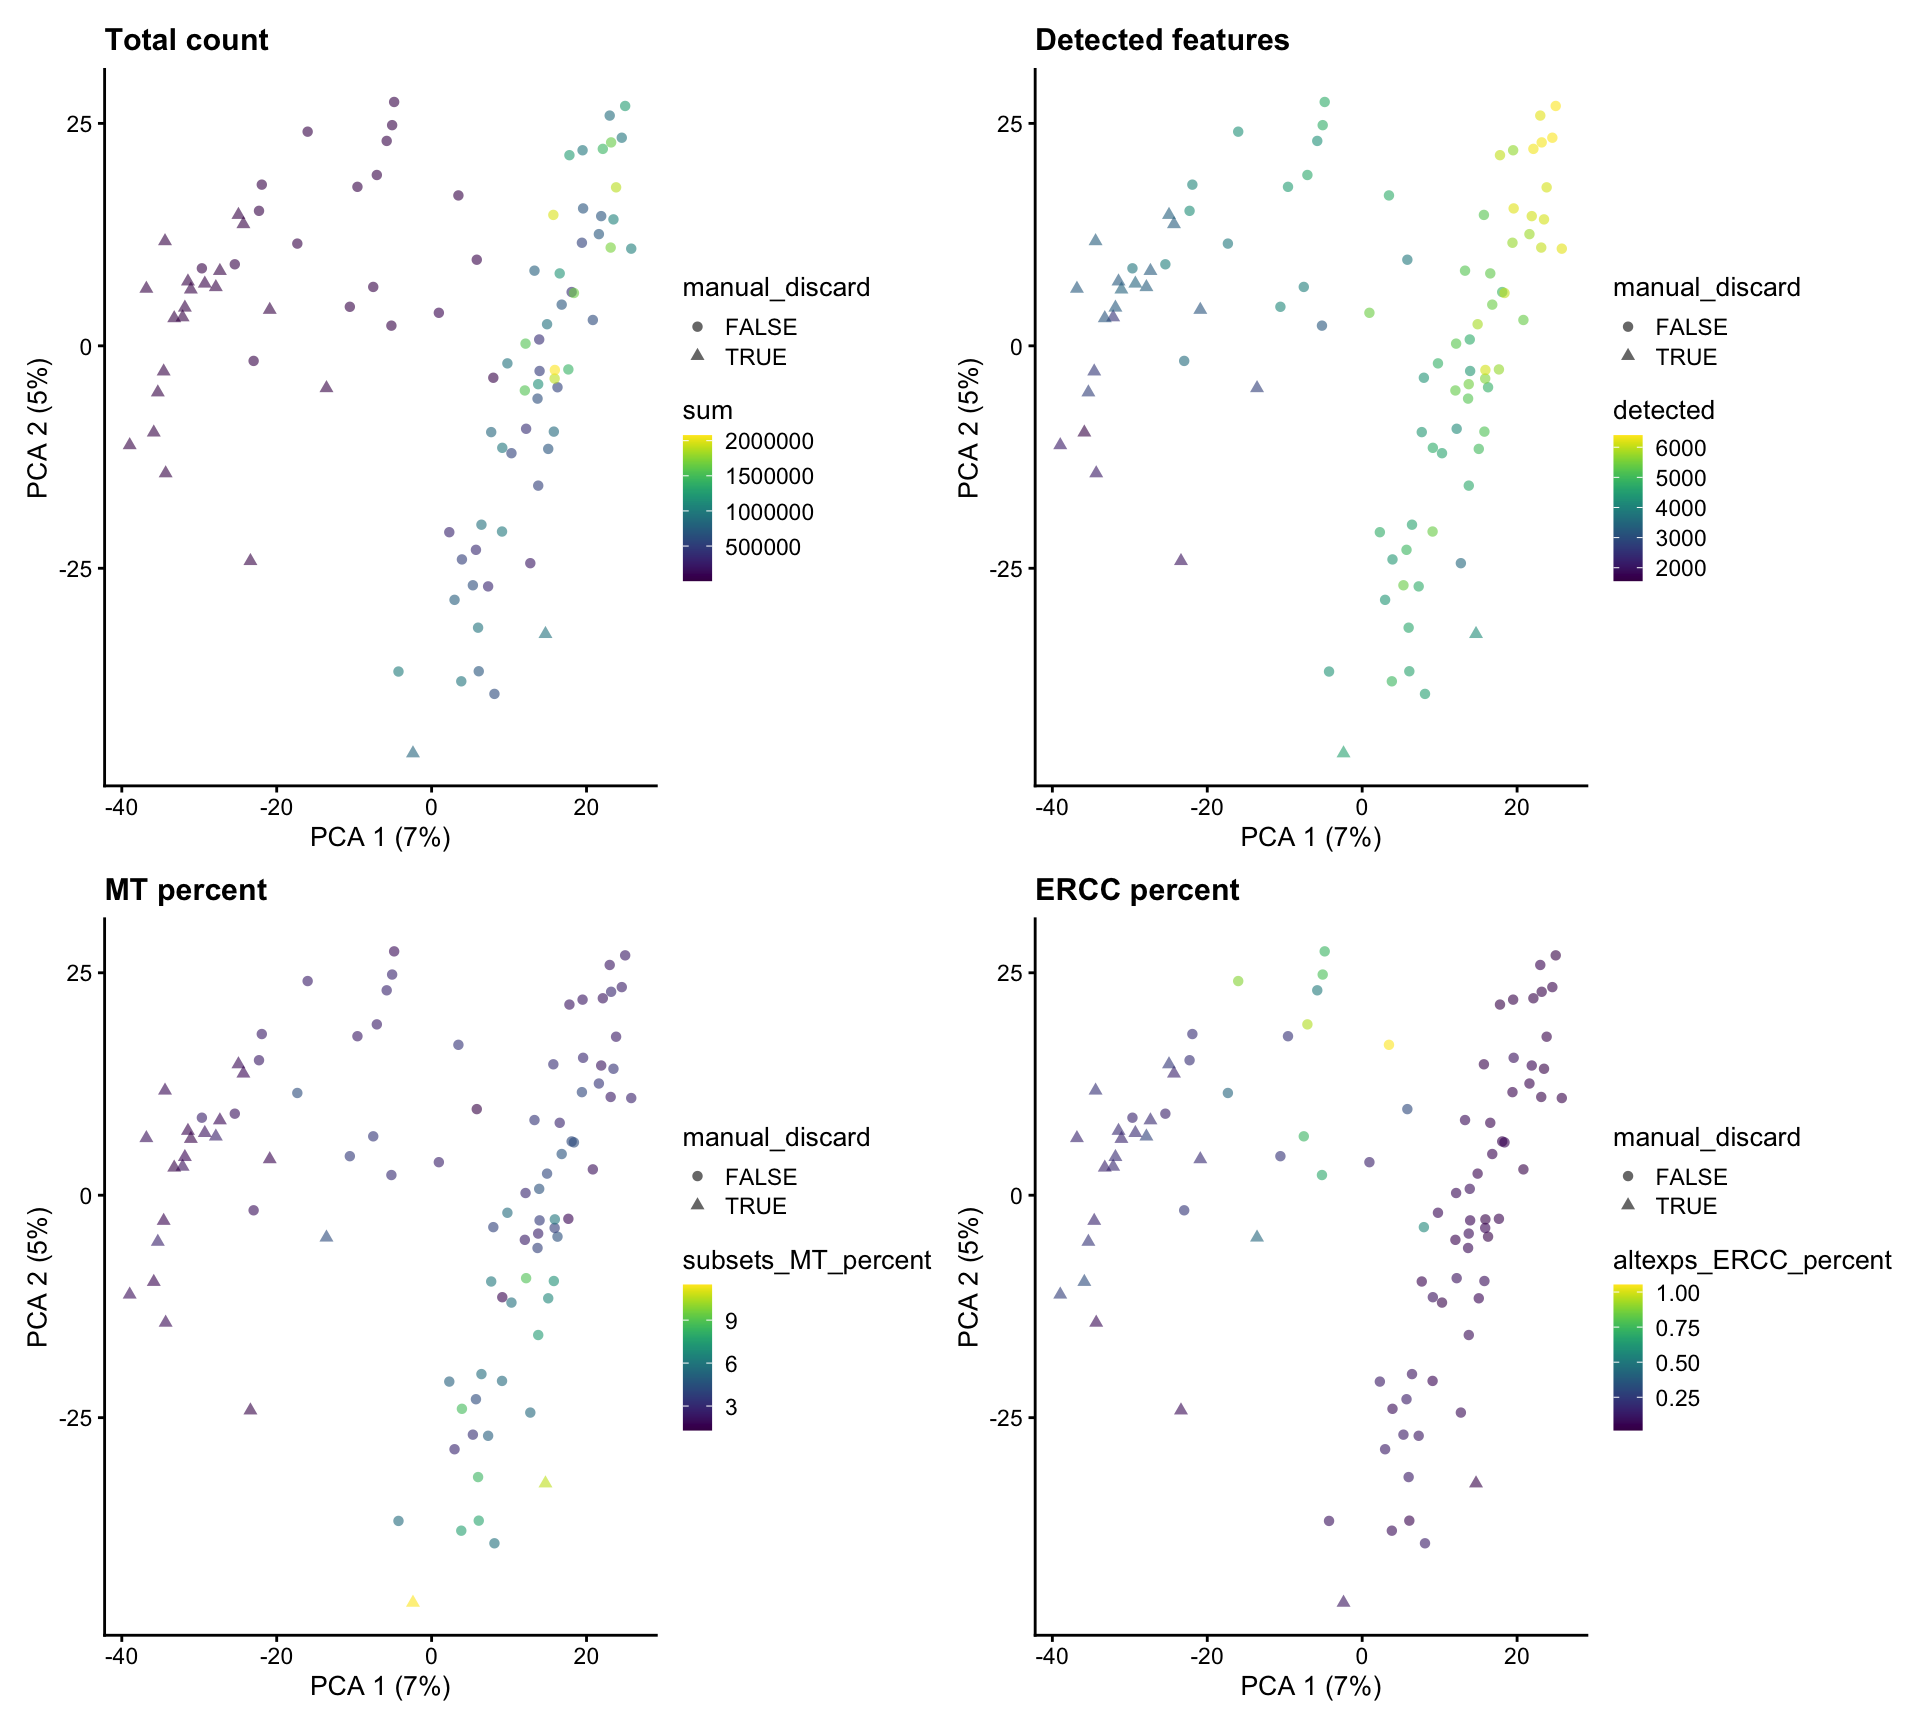 Total count
25
0
-25
-40
-20
0
20
PCA 1 (7%)
PCA 2 (5%)
manual_discard
FALSE
TRUE
sum
2000000
1500000
1000000
500000
Detected features
25
0
-25
-40
-20
0
20
PCA 1 (7%)
PCA 2 (5%)
manual_discard
FALSE
TRUE
detected
6000
5000
4000
3000
2000
MT percent
25
0
-25
-40
-20
0
20
PCA 1 (7%)
PCA 2 (5%)
manual_discard
FALSE
TRUE
subsets_MT_percent
9
6
3
ERCC percent
25
0
-25
-40
-20
0
20
PCA 1 (7%)
PCA 2 (5%)
manual_discard
FALSE
TRUE
altexps_ERCC_percent
1.00
0.75
0.50
0.25